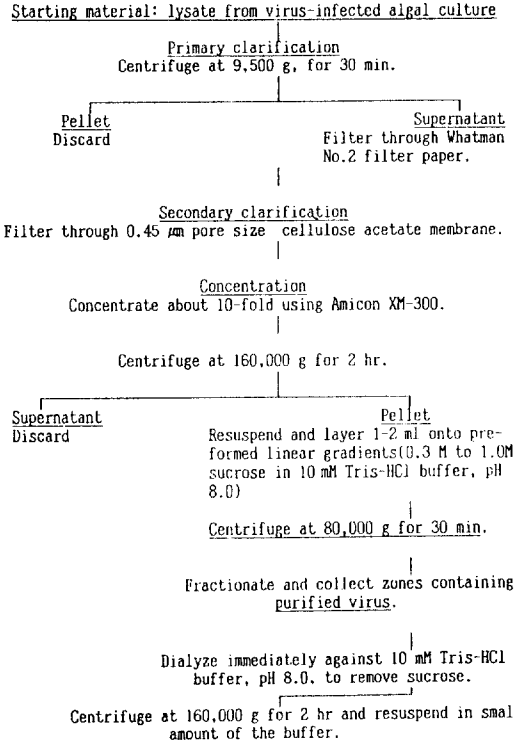 Starting material: lysate from virus-infected algal culture
Primary clarification
Centrifuge at 9,500 g, for 30 min.
Pellet
Discard
Supernatant
Filter through Whatman
No.2 filter paper.
Secondary clarification
Filter through 0.45 µm pore size cellulose acetate membrane.
Concentration
Concentrate about 10-fold using Amicon XM-300.
Centrifuge at 160,000 g for 2 hr.
Supernatant
Discard
Pellet
Resuspend and layer 1-2 ml onto pre-
formed linear gradients(0.3 M to 1.0M
sucrose in 10 mM Tris-HCl buffer, pH
8.0)
Centrifuge at 80,000 g for 30 min.
Fractionate and collect zones containing
purified virus.
Dialyze immediately against 10 mM Tris-HCl
buffer, pH 8.0, to remove sucrose.
Centrifuge at 160,000 g for 2 hr and resuspend in smal
amount of the buffer.